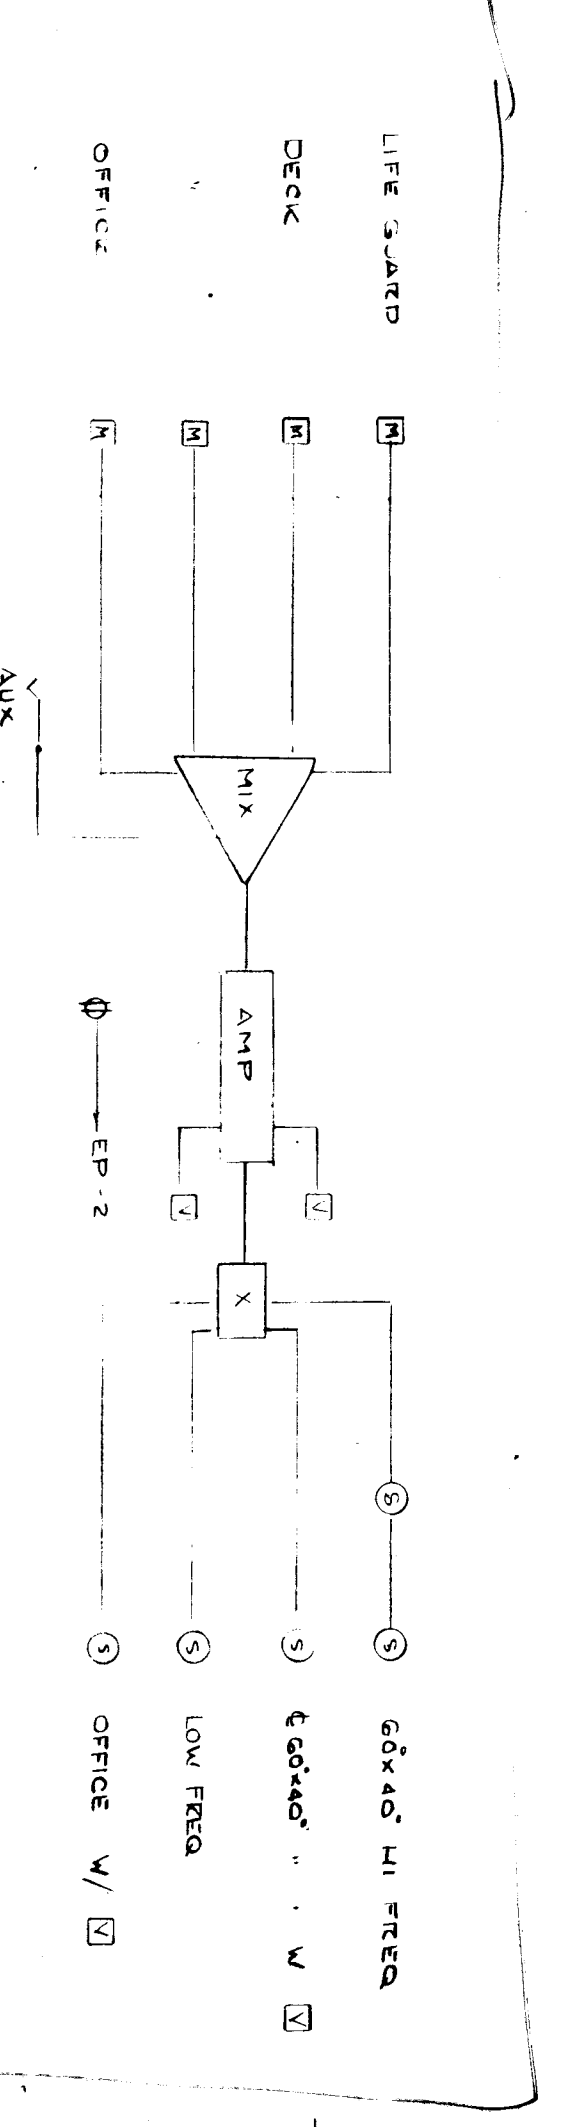 LIFE GUARD
DECK
"
OFFICE
M
M
M
M
AUX
MIX
AMP
V
V
EP-2
X
S
S
60°x40° HI FREQ
S
₵ 60°x40° " " W V
S
LOW FREQ
S
OFFICE W/ V